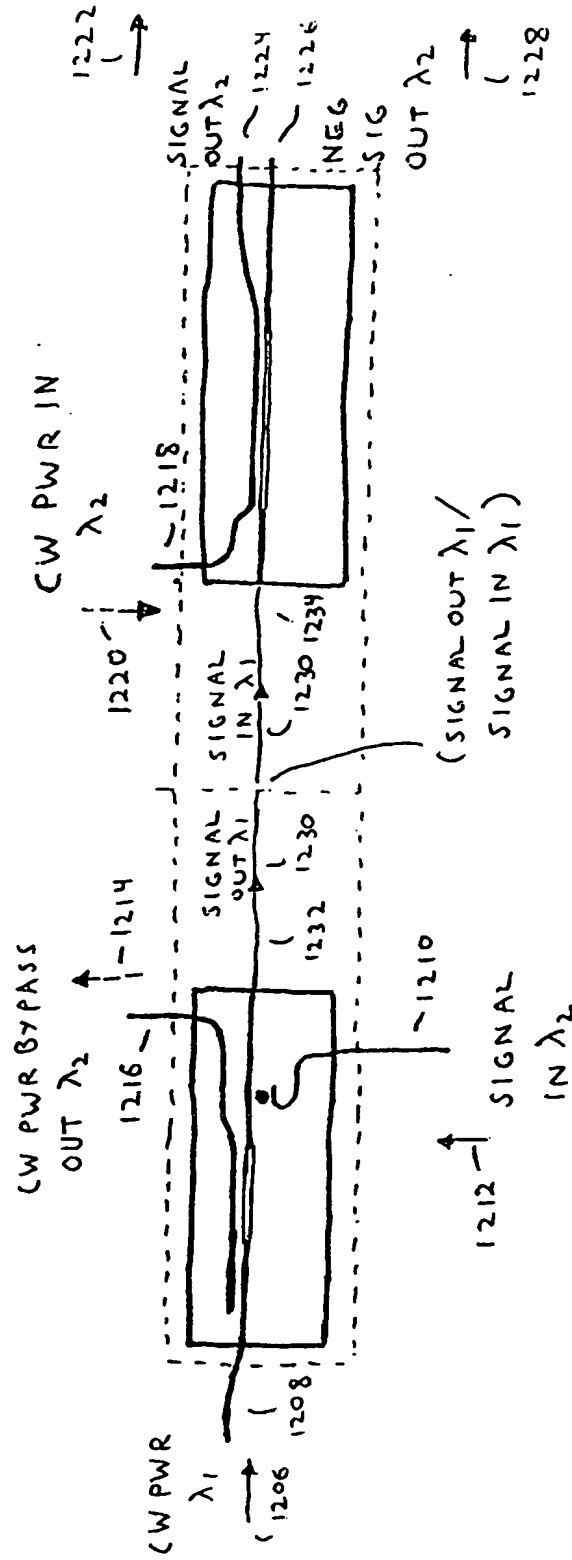 CW PWR
λ1
1206
1208
CW PWR BYPASS
OUT λ2
1216
1214
SIGNAL
OUT λ1
1230
1232
1210
1212
SIGNAL
IN λ2
CW PWR IN
λ2
1218
1220
SIGNAL
IN λ1
1230
1234
(SIGNAL OUT λ1/
SIGNAL IN λ1)
1222
SIGNAL
OUT λ2
1224
1226
NEG
SIG
OUT λ2
1228